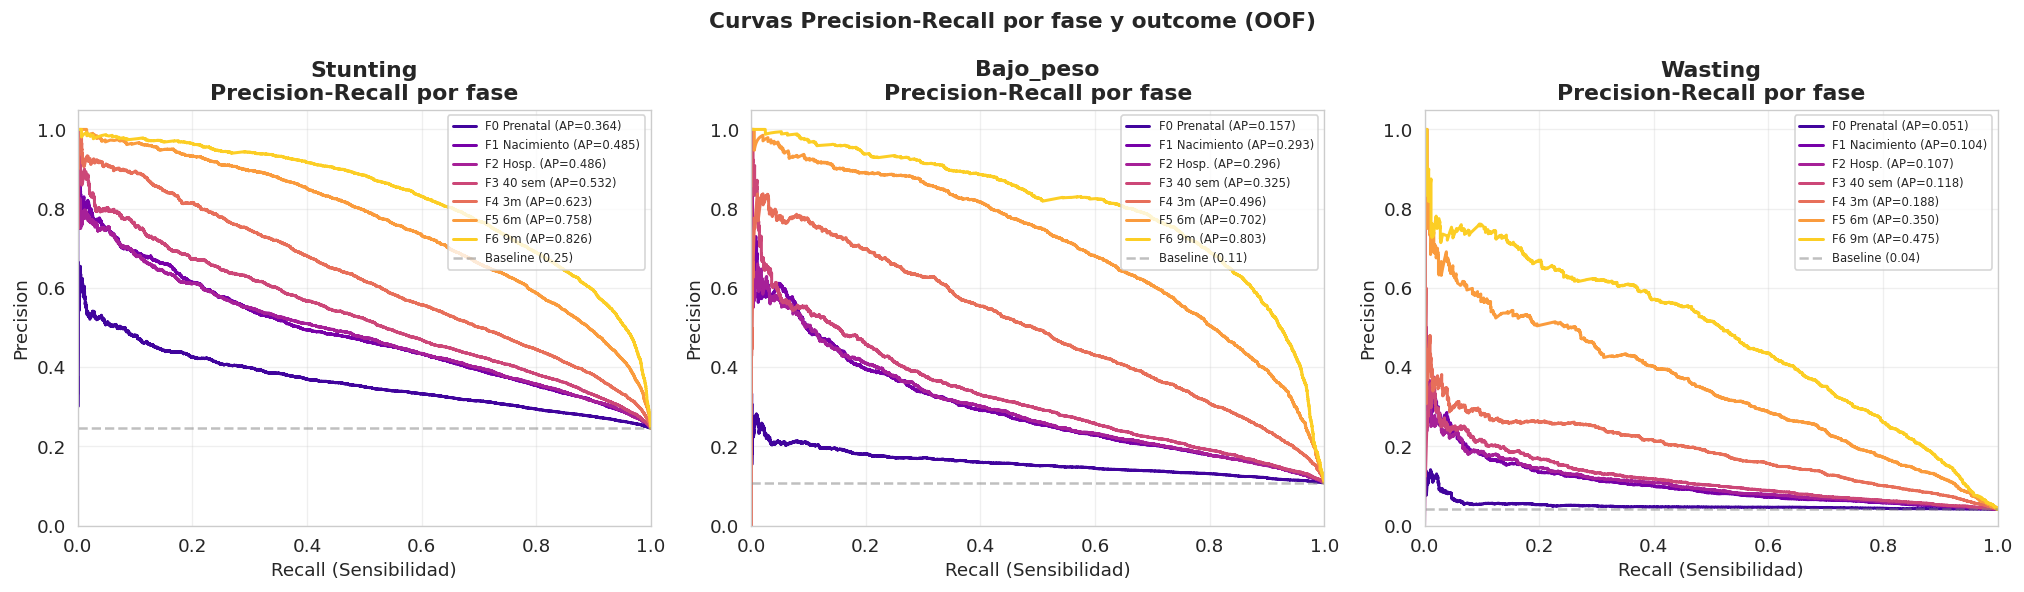 Curvas Precision-Recall por fase y outcome (OOF)
Stunting
Precision-Recall por fase
Precision
1.0
0.8
0.6
0.4
0.2
0.0
0.0 0.2 0.4 0.6 0.8 1.0
Recall (Sensibilidad)
F0 Prenatal (AP=0.364)
F1 Nacimiento (AP=0.485)
F2 Hosp. (AP=0.486)
F3 40 sem (AP=0.532)
F4 3m (AP=0.623)
F5 6m (AP=0.758)
F6 9m (AP=0.826)
Baseline (0.25)
Bajo_peso
Precision-Recall por fase
Precision
1.0
0.8
0.6
0.4
0.2
0.0
0.0 0.2 0.4 0.6 0.8 1.0
Recall (Sensibilidad)
F0 Prenatal (AP=0.157)
F1 Nacimiento (AP=0.293)
F2 Hosp. (AP=0.296)
F3 40 sem (AP=0.325)
F4 3m (AP=0.496)
F5 6m (AP=0.702)
F6 9m (AP=0.803)
Baseline (0.11)
Wasting
Precision-Recall por fase
Precision
1.0
0.8
0.6
0.4
0.2
0.0
0.0 0.2 0.4 0.6 0.8 1.0
Recall (Sensibilidad)
F0 Prenatal (AP=0.051)
F1 Nacimiento (AP=0.104)
F2 Hosp. (AP=0.107)
F3 40 sem (AP=0.118)
F4 3m (AP=0.188)
F5 6m (AP=0.350)
F6 9m (AP=0.475)
Baseline (0.04)